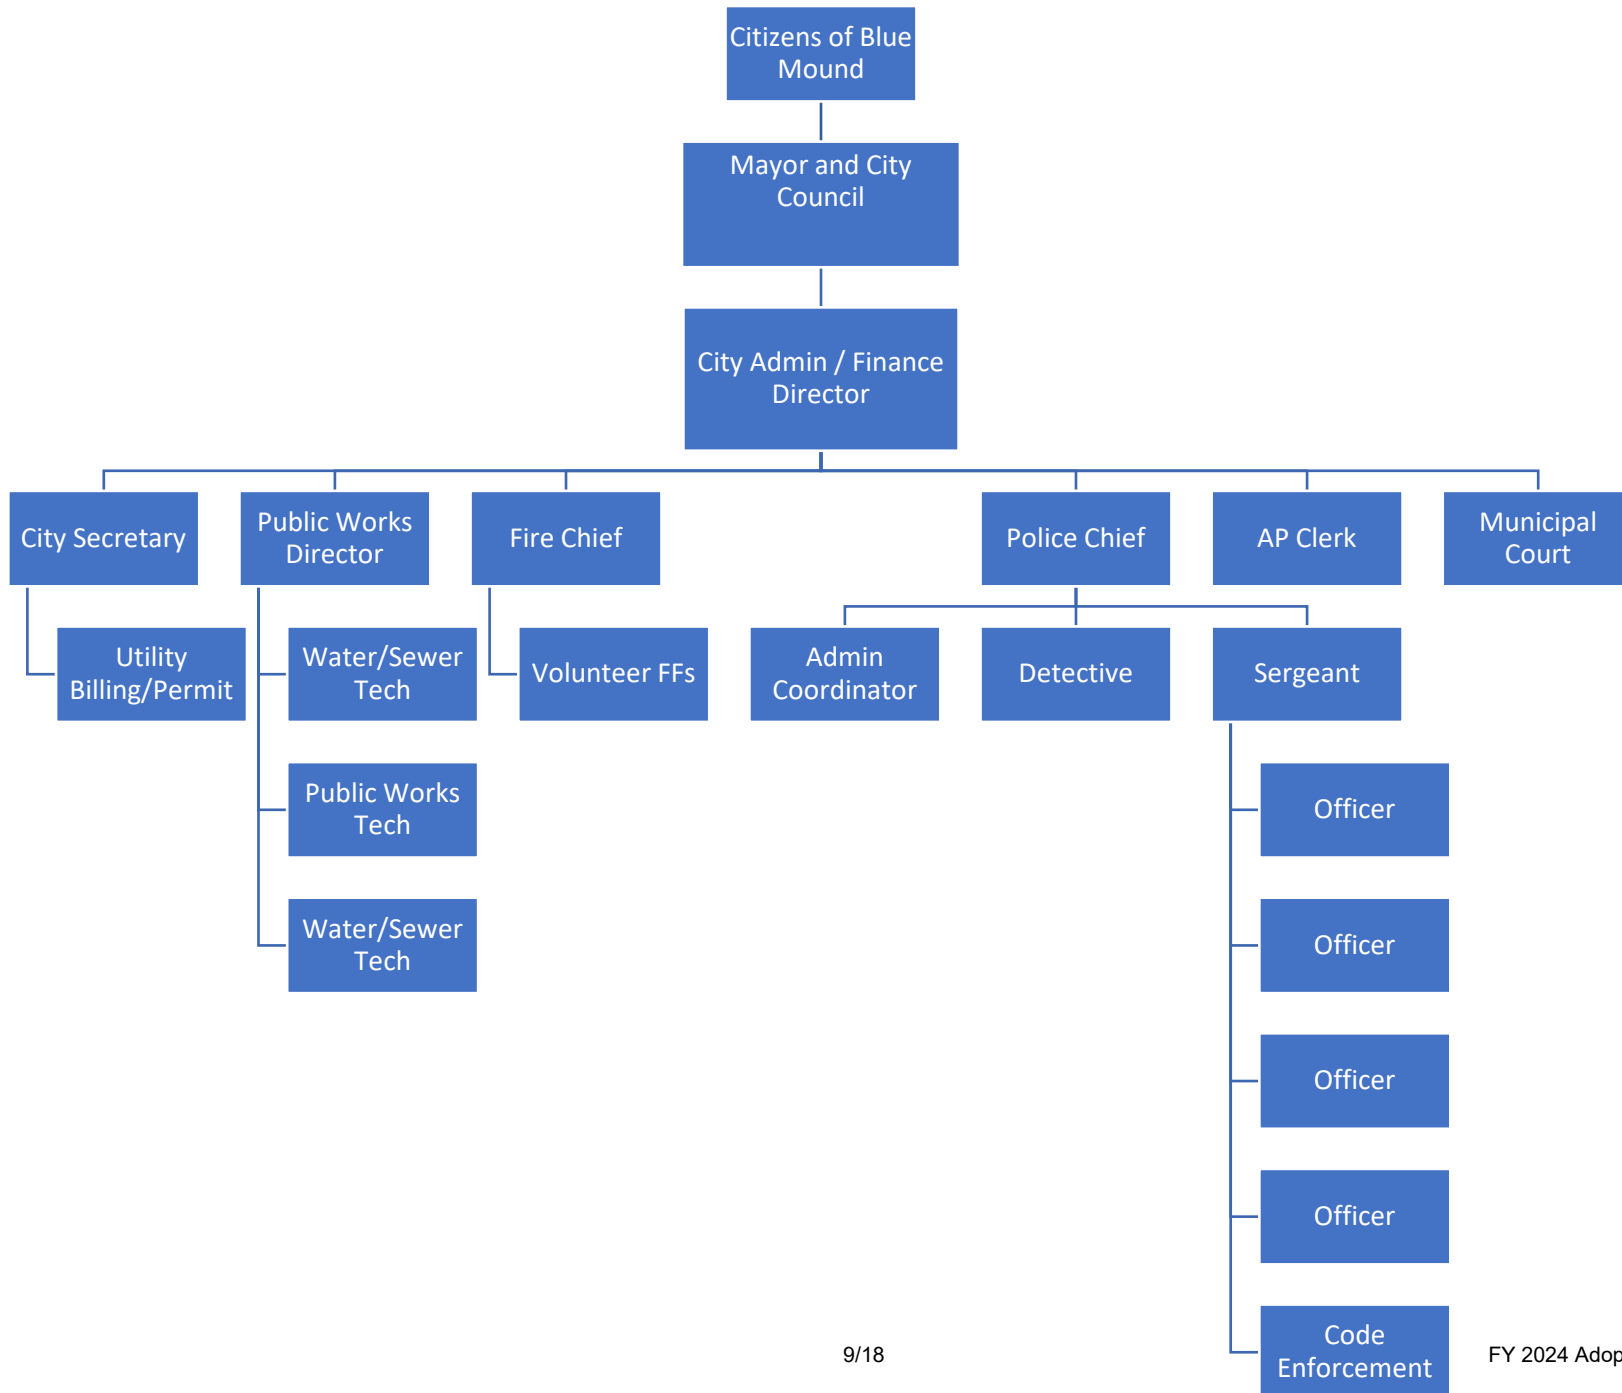 Citizens of Blue
Mound
Mayor and City
Council
City Admin / Finance
Director
City Secretary
Public Works
Director
Fire Chief
Police Chief
AP Clerk
Municipal
Court
Utility
Billing/Permit
Water/Sewer
Tech
Volunteer FFs
Admin
Coordinator
Detective
Sergeant
Public Works
Tech
Officer
Water/Sewer
Tech
Officer
Officer
Officer
Code
Enforcement
9/18
FY 2024 Adop